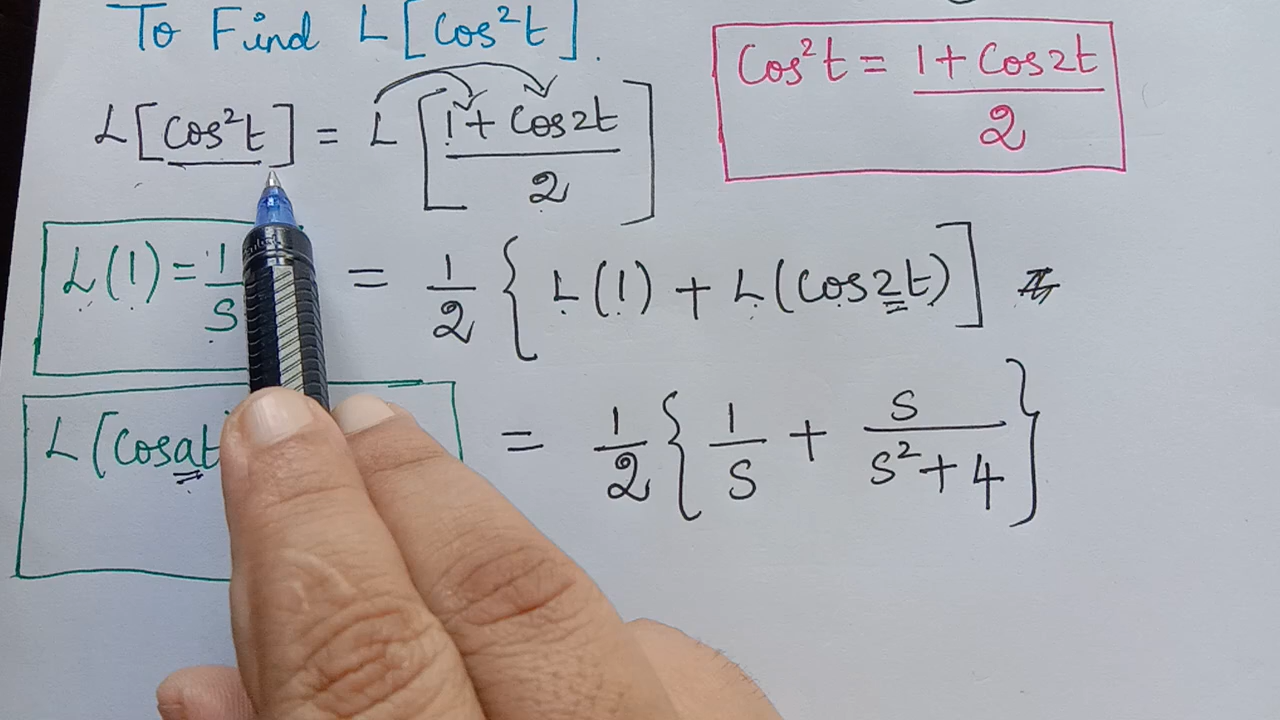 To Find L[Cos²t].
Cos²t = (1 + Cos2t)/2
L[Cos²t] = L[(1 + Cos2t)/2]
L(1) = 1/S
= 1/2 { L(1) + L(Cos2t) ]
L(Cosat
= 1/2 { 1/S + S/(S² + 4) }